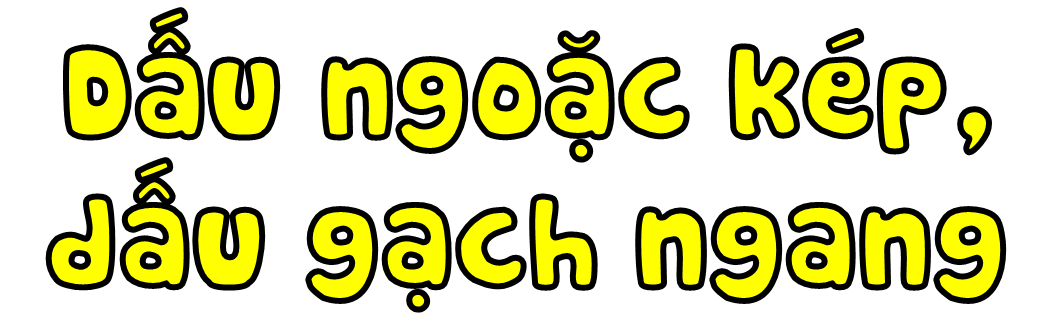 Dấu ngoặc kép,
dấu gạch ngang